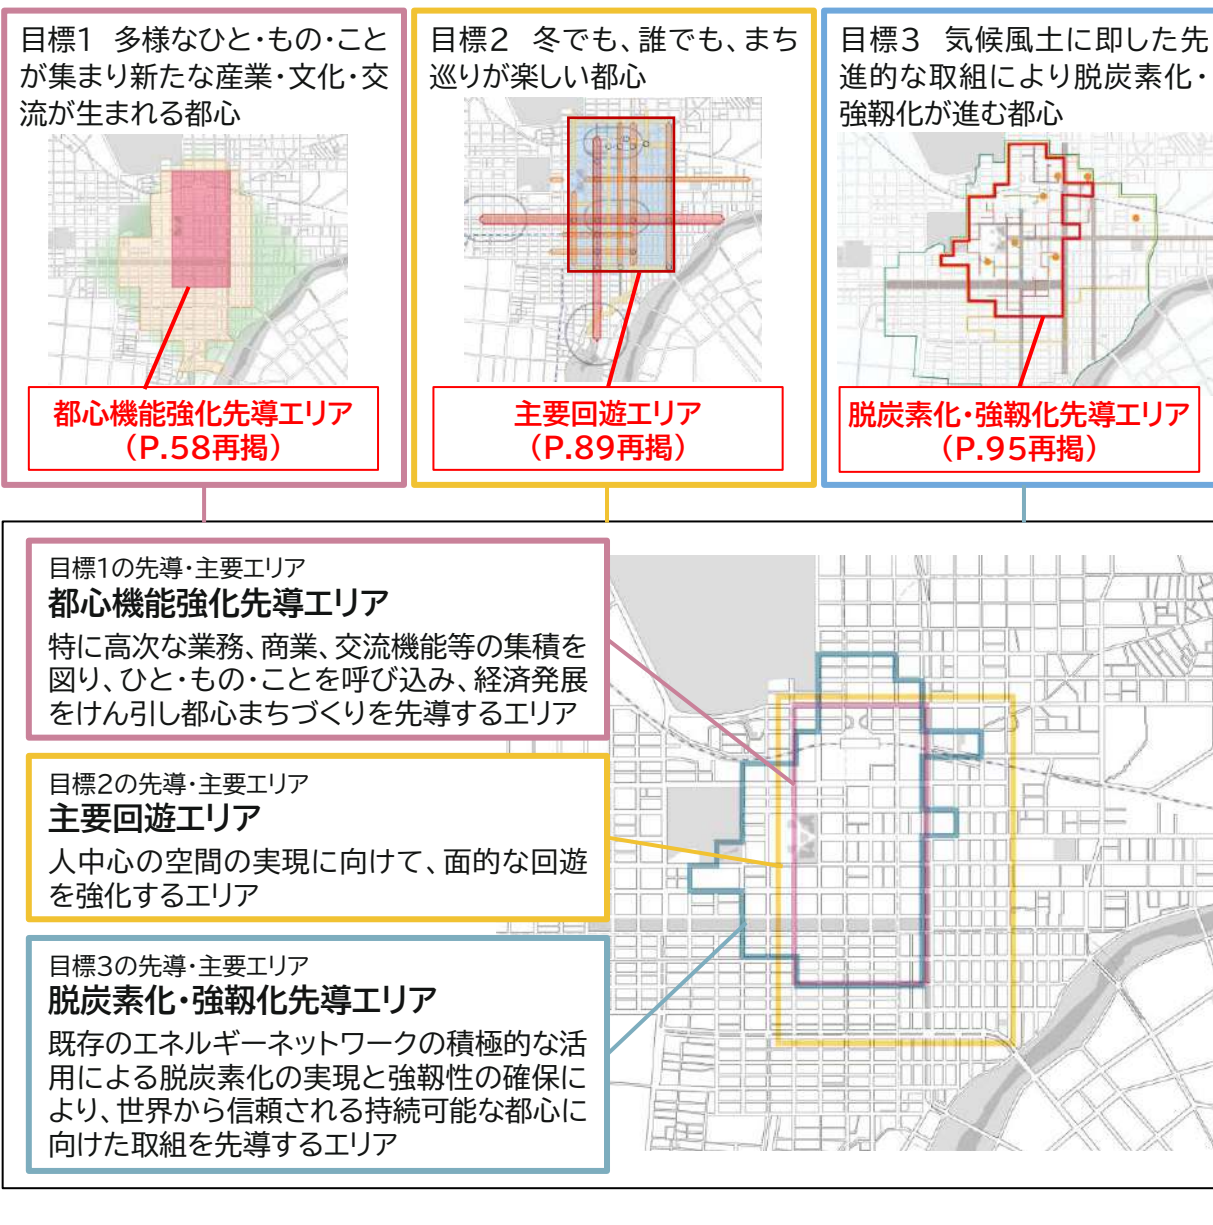 目標1　多様なひと・もの・こと
が集まり新たな産業・文化・交
流が生まれる都心
都心機能強化先導エリア
（P.58再掲）
目標2　冬でも、誰でも、まち
巡りが楽しい都心
主要回遊エリア
（P.89再掲）
目標3　気候風土に即した先
進的な取組により脱炭素化・
強靱化が進む都心
脱炭素化・強靱化先導エリア
（P.95再掲）
目標1の先導・主要エリア
都心機能強化先導エリア
特に高次な業務、商業、交流機能等の集積を
図り、ひと・もの・ことを呼び込み、経済発展
をけん引し都心まちづくりを先導するエリア
目標2の先導・主要エリア
主要回遊エリア
人中心の空間の実現に向けて、面的な回遊
を強化するエリア
目標3の先導・主要エリア
脱炭素化・強靱化先導エリア
既存のエネルギーネットワークの積極的な活
用による脱炭素化の実現と強靱性の確保に
より、世界から信頼される持続可能な都心に
向けた取組を先導するエリア